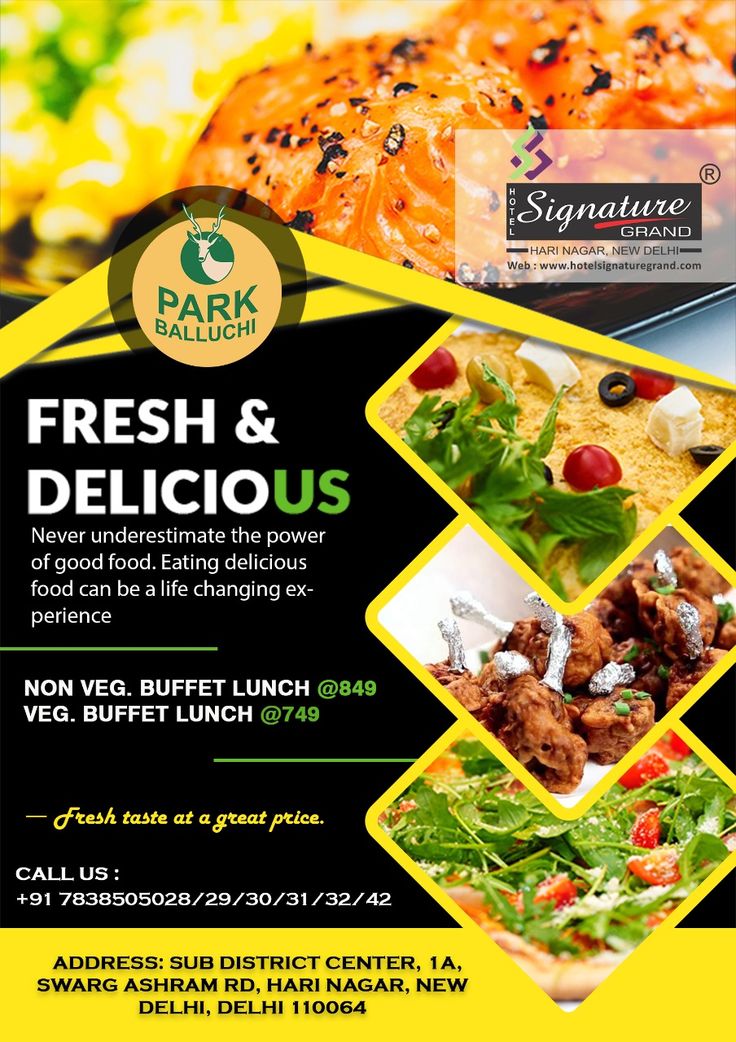 HOTEL
Signature
GRAND
®
HARI NAGAR, NEW DELHI
Web : www.hotelsignaturegrand.com
PARK
BALLUCHI
FRESH &
DELICIOUS
Never underestimate the power
of good food. Eating delicious
food can be a life changing ex-
perience
NON VEG. BUFFET LUNCH @849
VEG. BUFFET LUNCH @749
— Fresh taste at a great price.
CALL US :
+91 7838505028/29/30/31/32/42
ADDRESS: SUB DISTRICT CENTER, 1A,
SWARG ASHRAM RD, HARI NAGAR, NEW
DELHI, DELHI 110064